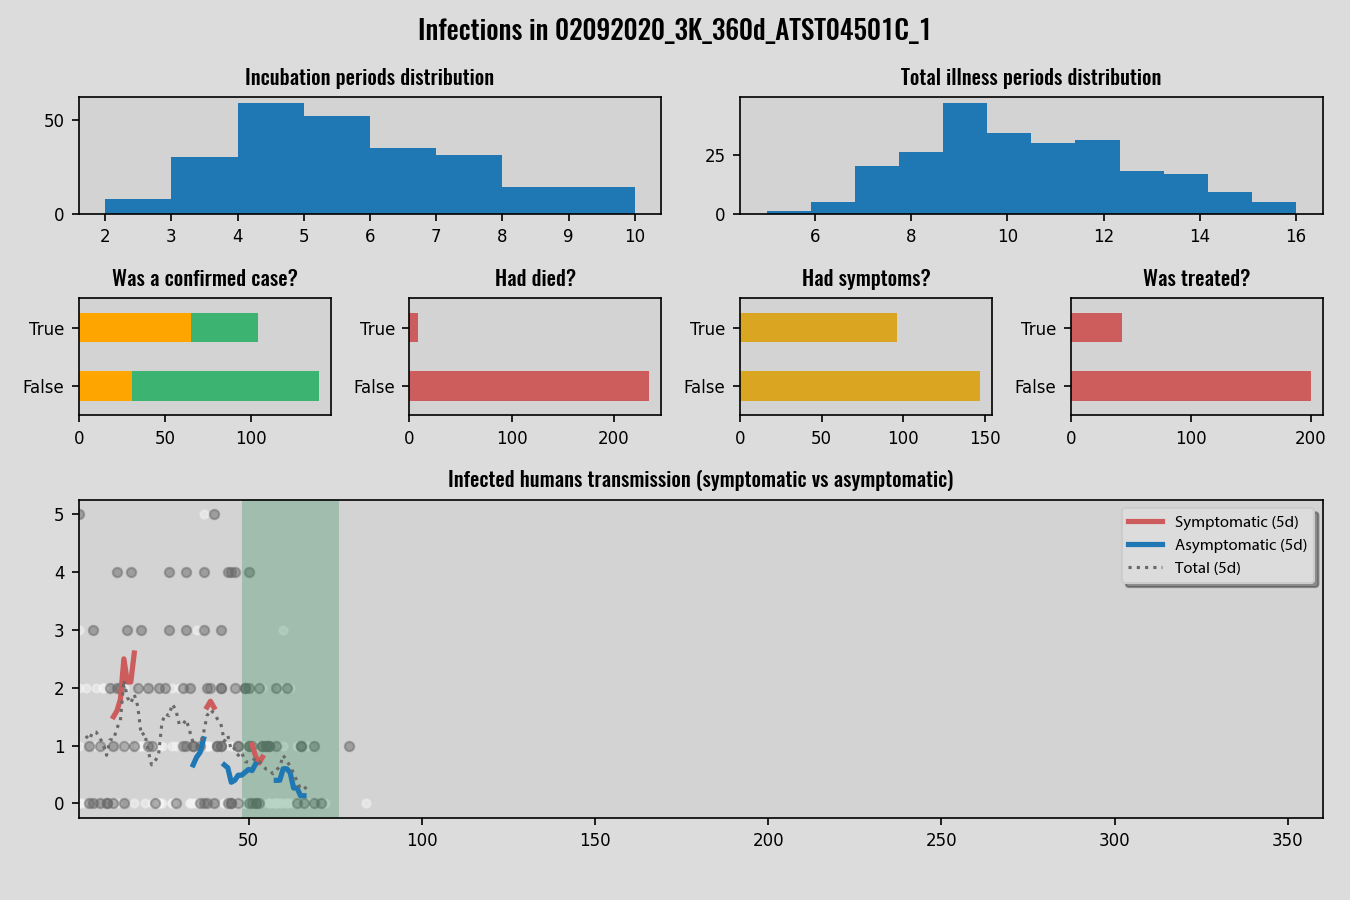 Infections in 02092020_3K_360d_ATST04501C_1
Incubation periods distribution
Total illness periods distribution
50
0
2 3 4 5 6 7 8 9 10
25
0
6 8 10 12 14 16
Was a confirmed case?
Had died?
Had symptoms?
Was treated?
True
False
0 50 100
True
False
0 100 200
True
False
0 50 100 150
True
False
0 100 200
Infected humans transmission (symptomatic vs asymptomatic)
5
4
3
2
1
0
Symptomatic (5d)
Asymptomatic (5d)
Total (5d)
50 100 150 200 250 300 350